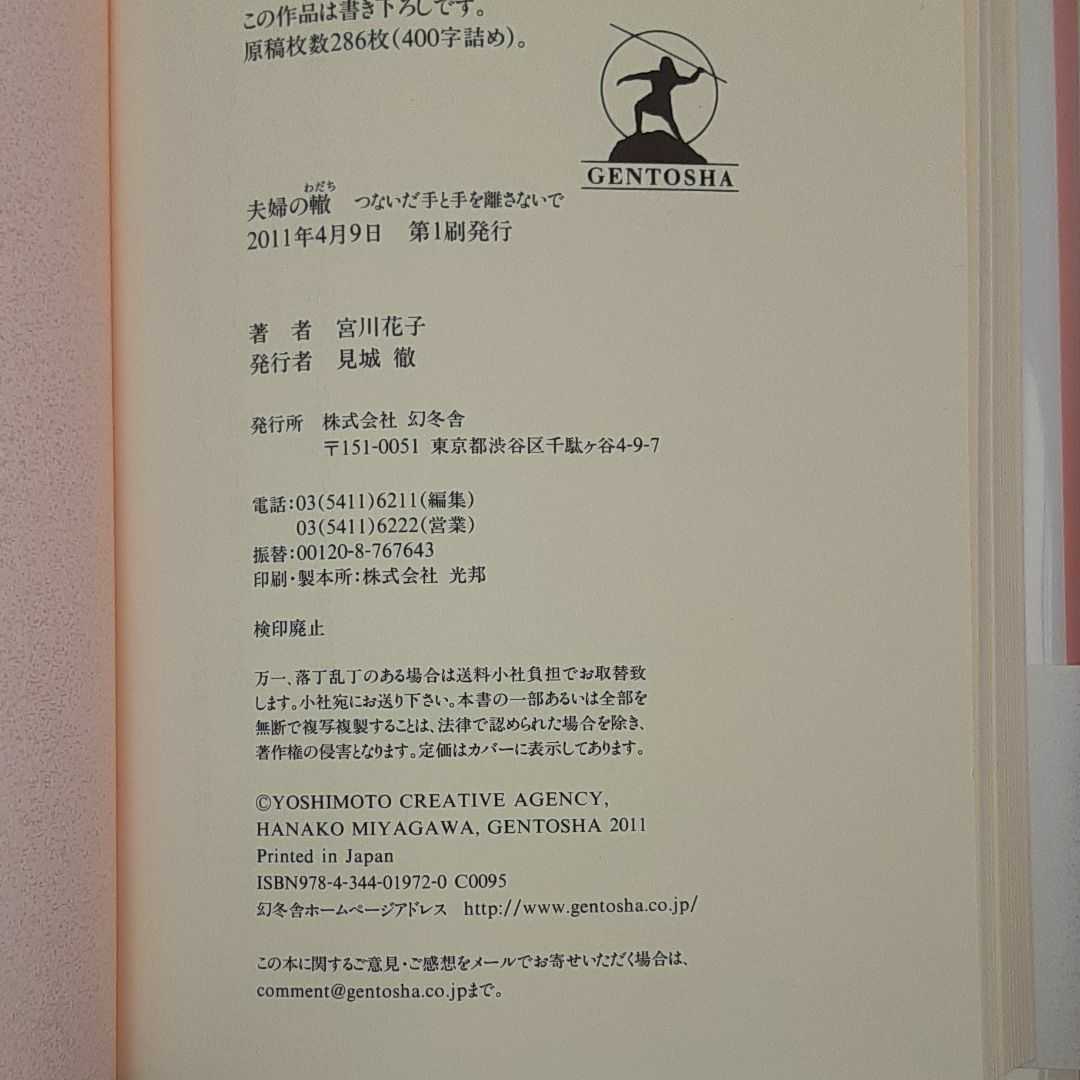 この作品は書き下ろしです。
原稿枚数286枚(400字詰め)。
GENTOSHA
わだち
夫婦の轍　つないだ手と手を離さないで
2011年4月9日　第1刷発行
著　者　宮川花子
発行者　見城 徹
発行所　株式会社 幻冬舎
〒151-0051 東京都渋谷区千駄ヶ谷4-9-7
電話：03(5411)6211(編集)
03(5411)6222(営業)
振替：00120-8-767643
印刷・製本所：株式会社 光邦
検印廃止
万一、落丁乱丁のある場合は送料小社負担でお取替致
します。小社宛にお送り下さい。本書の一部あるいは全部を
無断で複写複製することは、法律で認められた場合を除き、
著作権の侵害となります。定価はカバーに表示してあります。
©YOSHIMOTO CREATIVE AGENCY,
HANAKO MIYAGAWA, GENTOSHA 2011
Printed in Japan
ISBN978-4-344-01972-0 C0095
幻冬舎ホームページアドレス　http://www.gentosha.co.jp/
この本に関するご意見・ご感想をメールでお寄せいただく場合は、
comment@gentosha.co.jpまで。